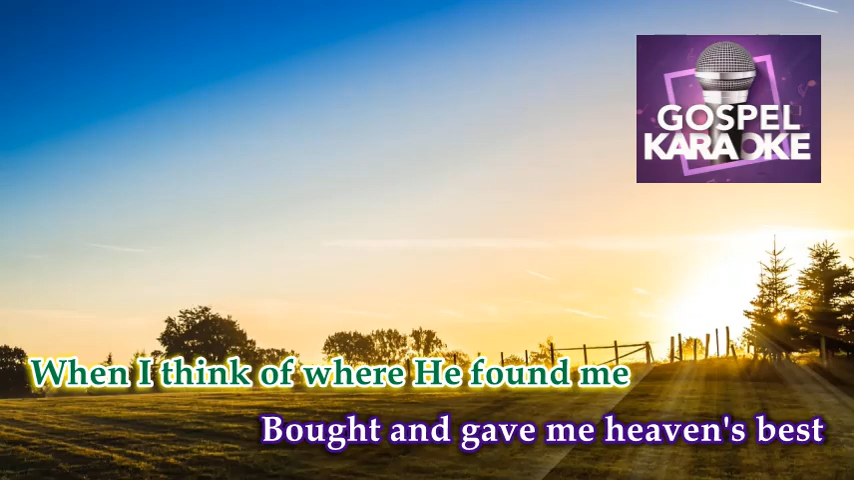 GOSPEL
KARAOKE
When I think of where He found me
Bought and gave me heaven's best